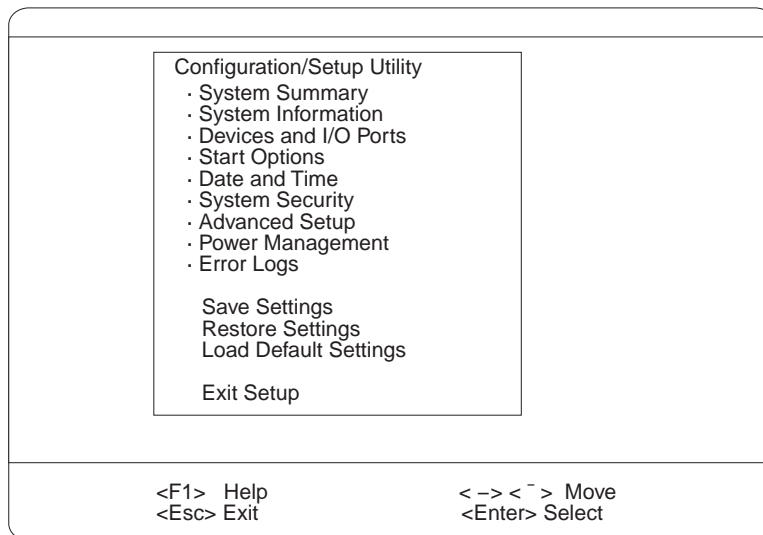 Configuration/Setup Utility
· System Summary
· System Information
· Devices and I/O Ports
· Start Options
· Date and Time
· System Security
· Advanced Setup
· Power Management
· Error Logs
Save Settings
Restore Settings
Load Default Settings
Exit Setup
<F1> Help < –> < ¯ > Move
<Esc> Exit <Enter> Select